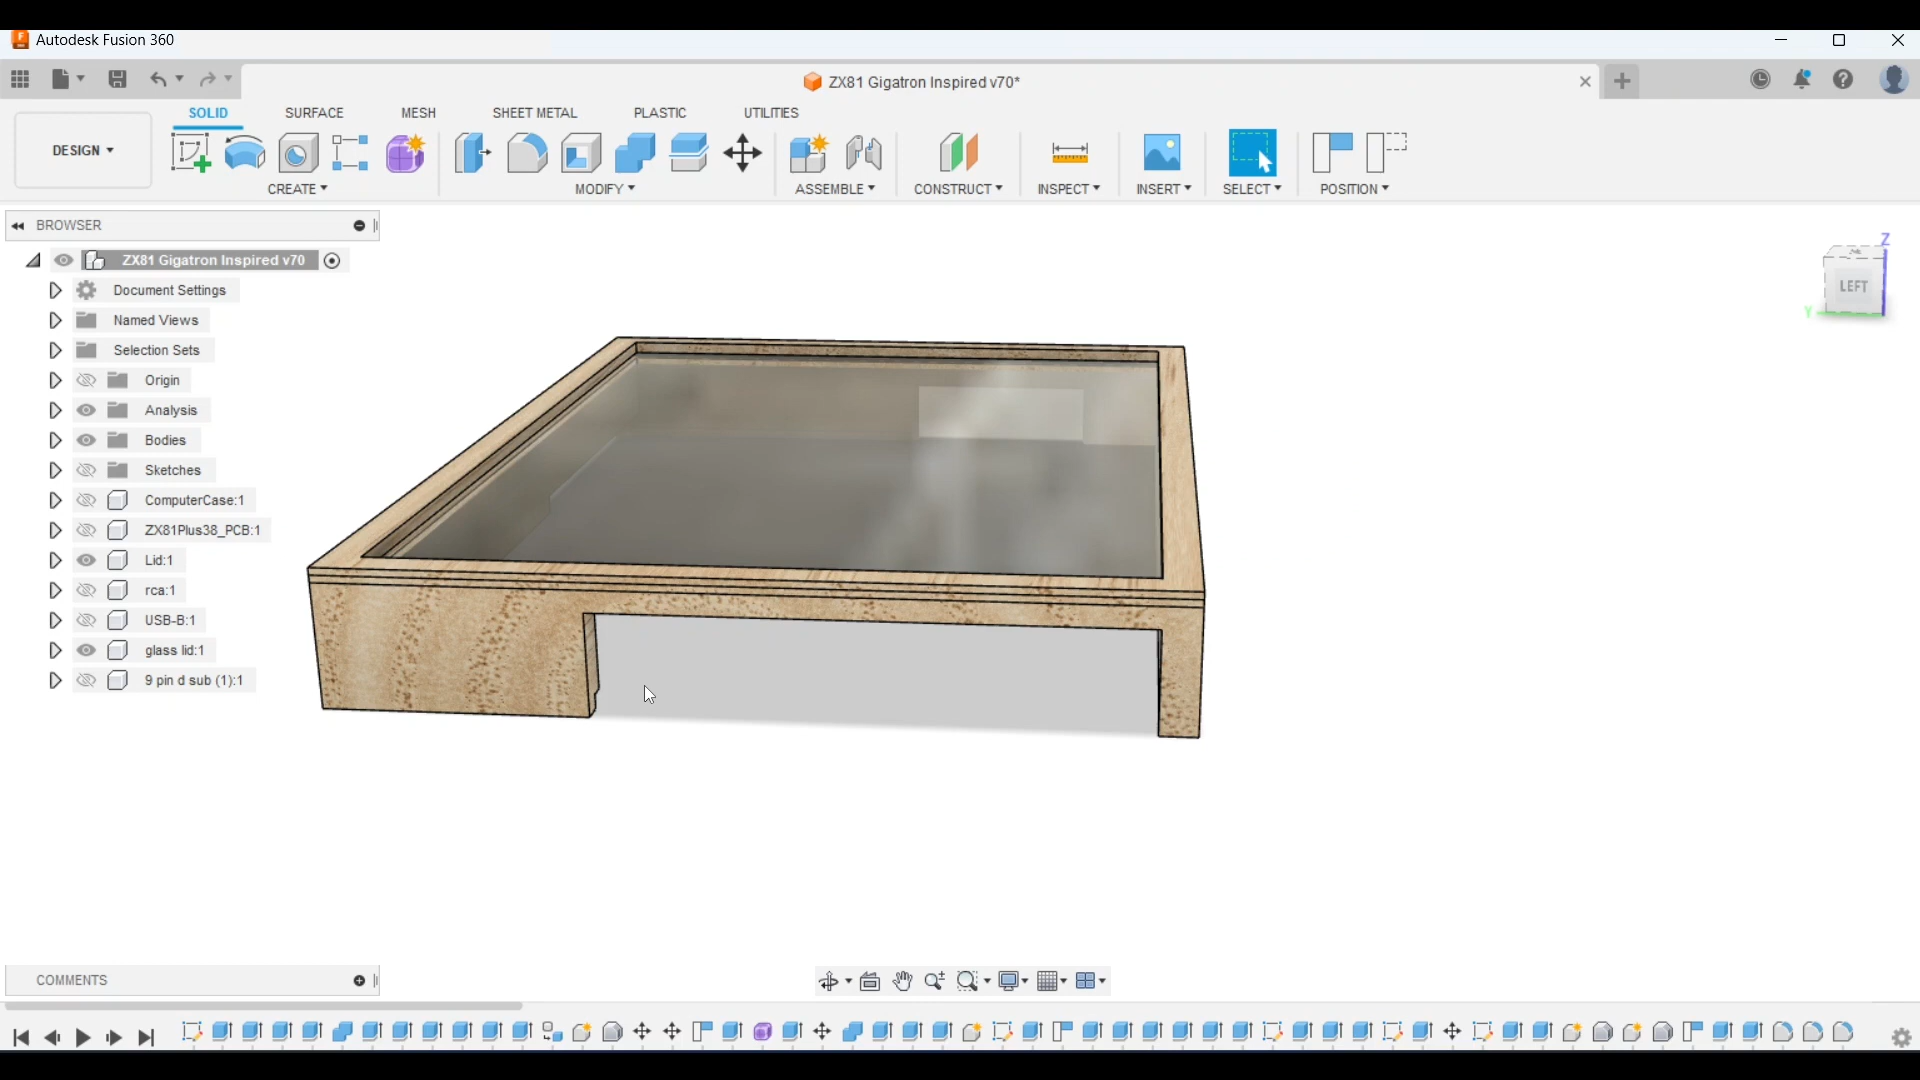 Autodesk Fusion 360
ZX81 Gigatron Inspired v70*
SOLID SURFACE MESH SHEET METAL PLASTIC UTILITIES
DESIGN
CREATE MODIFY ASSEMBLE CONSTRUCT INSPECT INSERT SELECT POSITION
BROWSER
ZX81 Gigatron Inspired v70
Document Settings
Named Views
Selection Sets
Origin
Analysis
Bodies
Sketches
ComputerCase:1
ZX81Plus38_PCB:1
Lid:1
rca:1
USB-B:1
glass lid:1
9 pin d sub (1):1
Z
LEFT
Y
COMMENTS